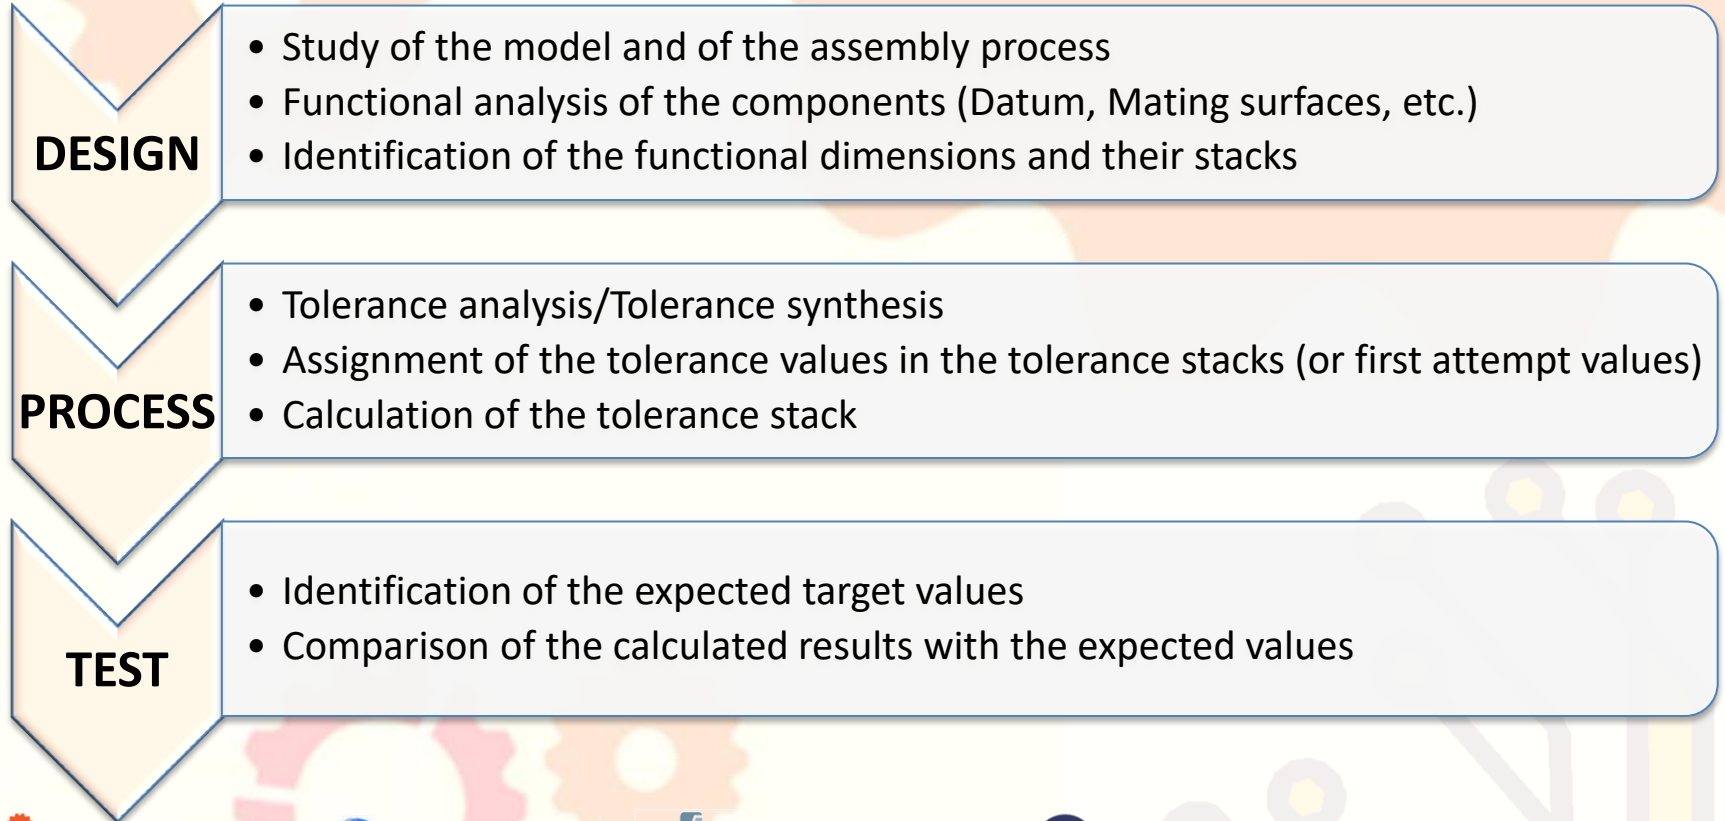 DESIGN
• Study of the model and of the assembly process
• Functional analysis of the components (Datum, Mating surfaces, etc.)
• Identification of the functional dimensions and their stacks
PROCESS
• Tolerance analysis/Tolerance synthesis
• Assignment of the tolerance values in the tolerance stacks (or first attempt values)
• Calculation of the tolerance stack
TEST
• Identification of the expected target values
• Comparison of the calculated results with the expected values